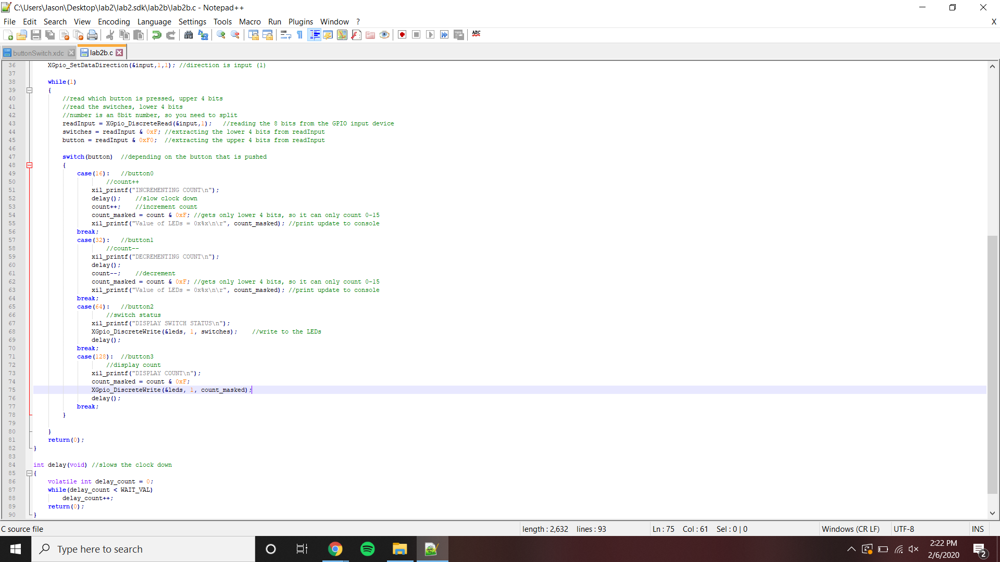 C:\Users\Jason\Desktop\lab2\lab2.sdk\lab2b\lab2b.c - Notepad++
File Edit Search View Encoding Language Settings Tools Macro Run Plugins Window ? X
ABC
buttonSwitch.xdc lab2b.c
36 XGpio_SetDataDirection(&input,1,1); //direction is input (1)
37
38 while(1)
39 {
40 //read which button is pressed, upper 4 bits
41 //read the switches, lower 4 bits
42 //number is an 8bit number, so you need to split
43 readInput = XGpio_DiscreteRead(&input,1); //reading the 8 bits from the GPIO input device
44 switches = readInput & 0xF; //extracting the lower 4 bits from readInput
45 button = readInput & 0xF0; //extracting the upper 4 bits from readInput
46
47 switch(button) //depending on the button that is pushed
48 {
49 case(16): //button0
50 //count++
51 xil_printf("INCREMENTING COUNT\n");
52 delay(); //slow clock down
53 count++; //increment count
54 count_masked = count & 0xF; //gets only lower 4 bits, so it can only count 0-15
55 xil_printf("Value of LEDs = 0x%x\n\r", count_masked); //print update to console
56 break;
57 case(32): //button1
58 //count--
59 xil_printf("DECREMENTING COUNT\n");
60 delay();
61 count--; //decrement
62 count_masked = count & 0xF; //gets only lower 4 bits, so it can only count 0-15
63 xil_printf("Value of LEDs = 0x%x\n\r", count_masked); //print update to console
64 break;
65 case(64): //button2
66 //switch status
67 xil_printf("DISPLAY SWITCH STATUS\n");
68 XGpio_DiscreteWrite(&leds, 1, switches); //write to the LEDs
69 delay();
70 break;
71 case(128): //button3
72 //display count
73 xil_printf("DISPLAY COUNT\n");
74 count_masked = count & 0xF;
75 XGpio_DiscreteWrite(&leds, 1, count_masked);
76 delay();
77 break;
78 }
79
80 }
81 return(0);
82 }
83
84 int delay(void) //slows the clock down
85 {
86 volatile int delay_count = 0;
87 while(delay_count < WAIT_VAL)
88 delay_count++;
89 return(0);
90 }
C source file length : 2,632 lines : 93 Ln : 75 Col : 61 Sel : 0 | 0 Windows (CR LF) UTF-8 INS
Type here to search 2:22 PM
2/6/2020 2